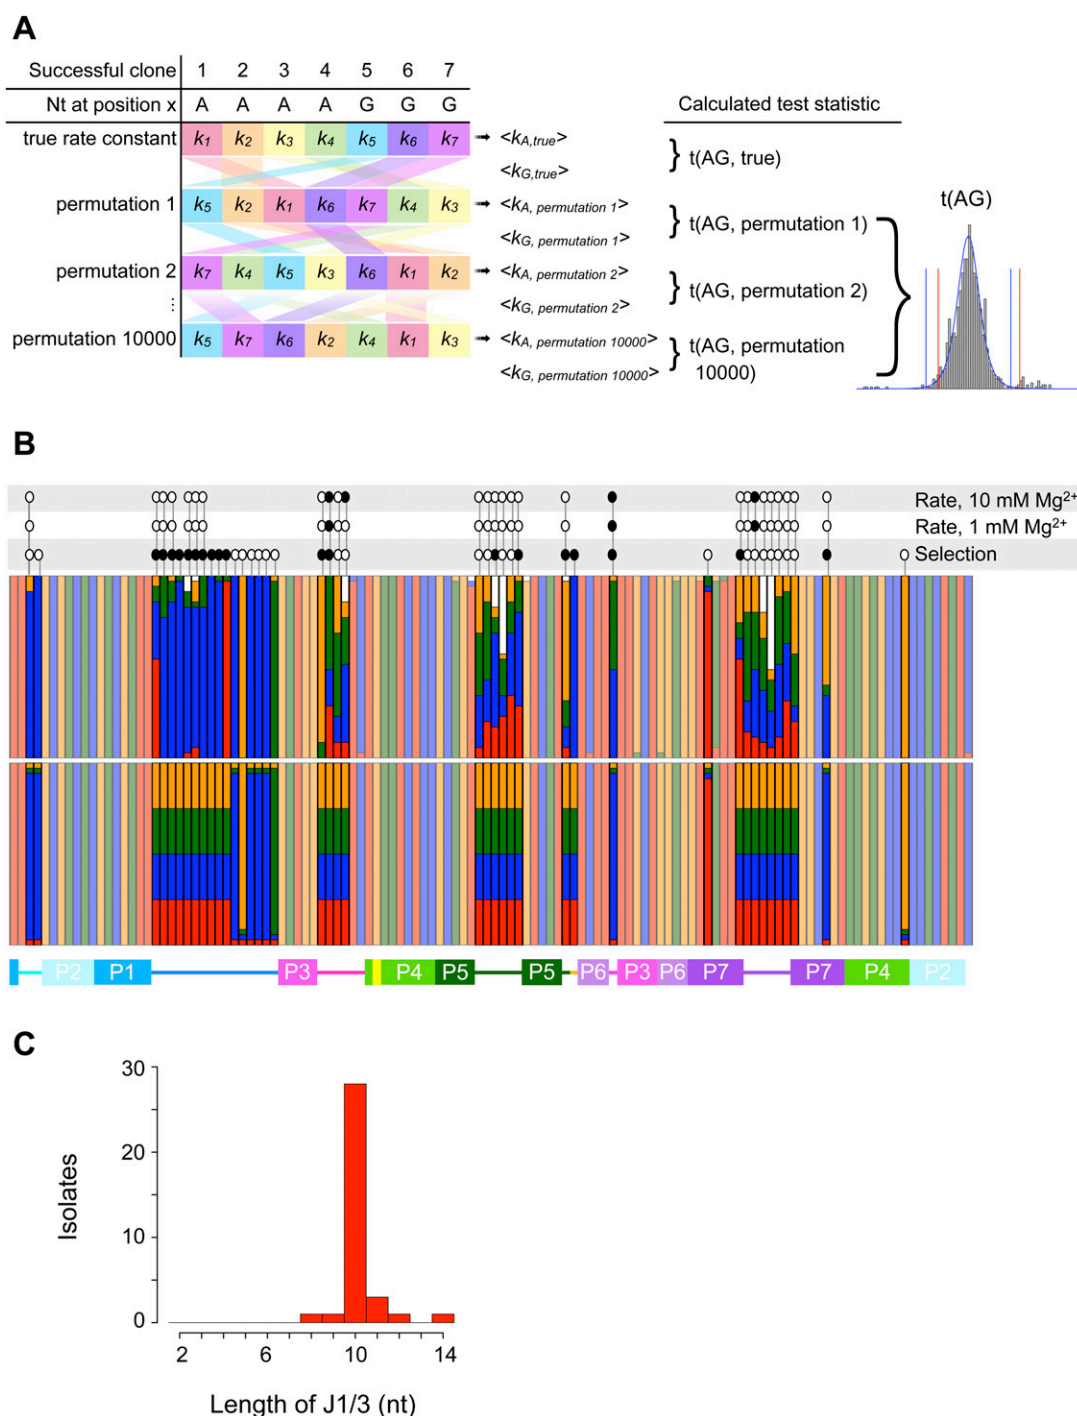 A
Successful clone 1 2 3 4 5 6 7
Nt at position x A A A A G G G
Calculated test statistic
true rate constant k1 k2 k3 k4 k5 k6 k7 <kA,true>
<kG,true>
} t(AG, true)
permutation 1 k5 k2 k1 k6 k7 k4 k3 <kA, permutation 1>
<kG, permutation 1>
} t(AG, permutation 1)
permutation 2 k7 k4 k5 k3 k6 k1 k2 <kA, permutation 2>
<kG, permutation 2>
} t(AG, permutation 2)
⋮
permutation 10000 k5 k7 k6 k2 k4 k1 k3 <kA, permutation 10000>
<kG, permutation 10000>
} t(AG, permutation
10000)
t(AG)
B
Rate, 10 mM Mg2+
Rate, 1 mM Mg2+
Selection
P2 P1 P3 P4 P5 P5 P6 P3 P6 P7 P7 P4 P2
C
30
20
10
0
Isolates
2 6 10 14
Length of J1/3 (nt)